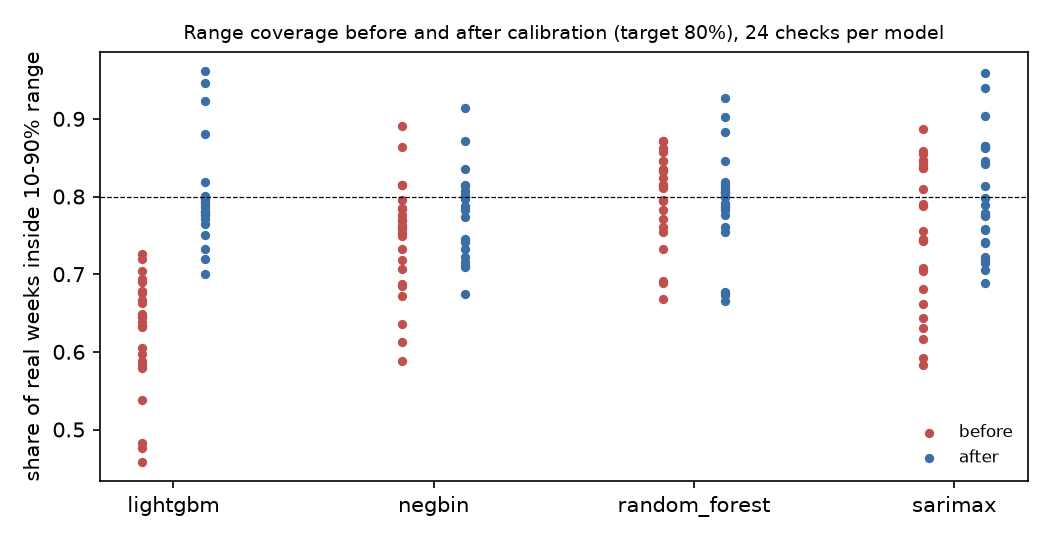 Range coverage before and after calibration (target 80%), 24 checks per model
share of real weeks inside 10-90% range
0.9
0.8
0.7
0.6
0.5
before
after
lightgbm negbin random_forest sarimax